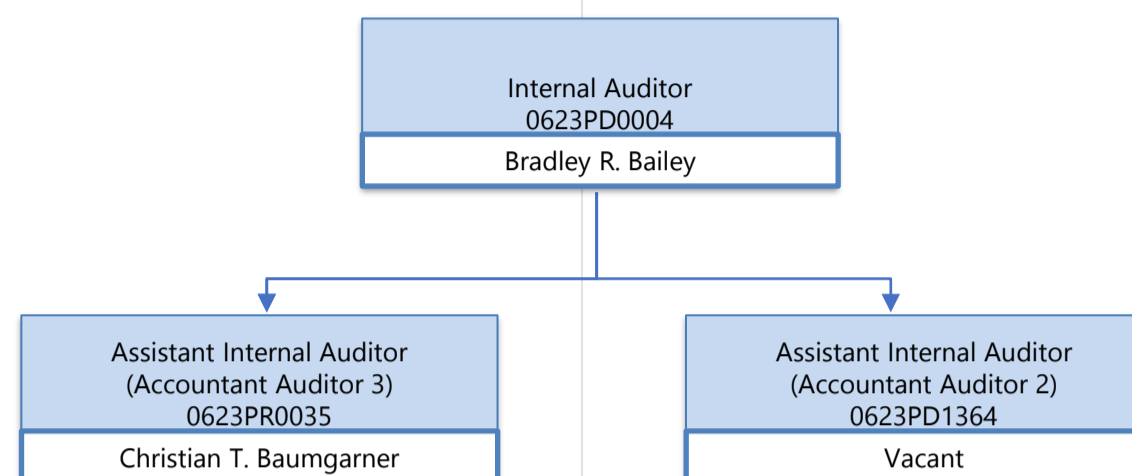 Internal Auditor
0623PD0004
Bradley R. Bailey
Assistant Internal Auditor
(Accountant Auditor 3)
0623PR0035
Christian T. Baumgarner
Assistant Internal Auditor
(Accountant Auditor 2)
0623PD1364
Vacant